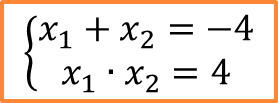 x₁ + x₂ = −4
x₁ · x₂ = 4